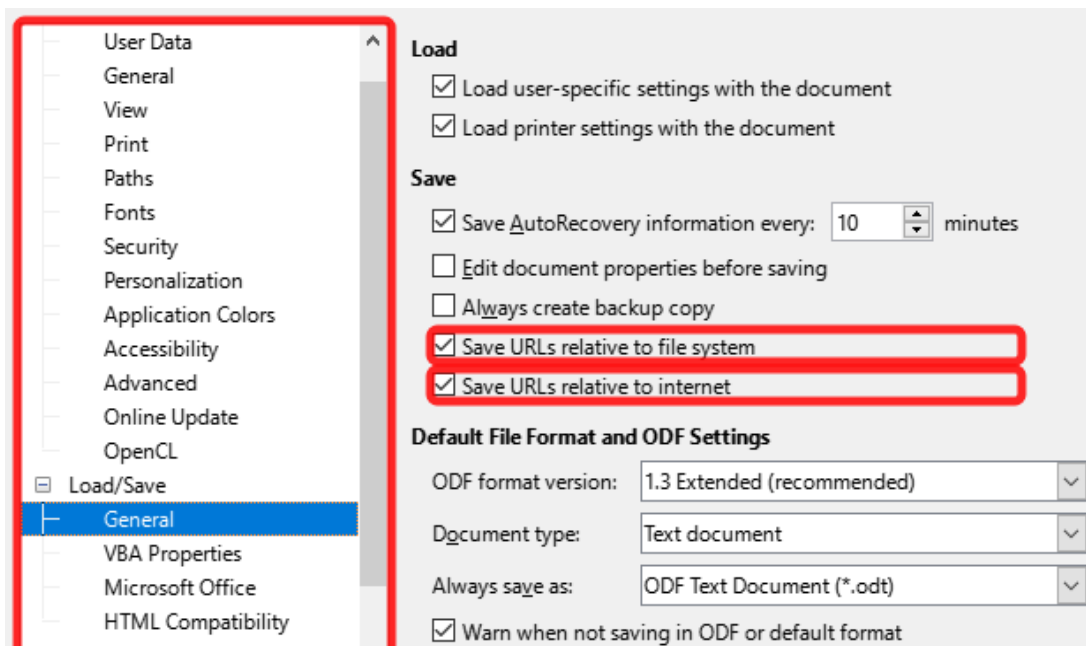 User Data
General
View
Print
Paths
Fonts
Security
Personalization
Application Colors
Accessibility
Advanced
Online Update
OpenCL
Load/Save
General
VBA Properties
Microsoft Office
HTML Compatibility
Load
Load user-specific settings with the document
Load printer settings with the document
Save
Save AutoRecovery information every: 10 minutes
Edit document properties before saving
Always create backup copy
Save URLs relative to file system
Save URLs relative to internet
Default File Format and ODF Settings
ODF format version: 1.3 Extended (recommended)
Document type: Text document
Always save as: ODF Text Document (*.odt)
Warn when not saving in ODF or default format